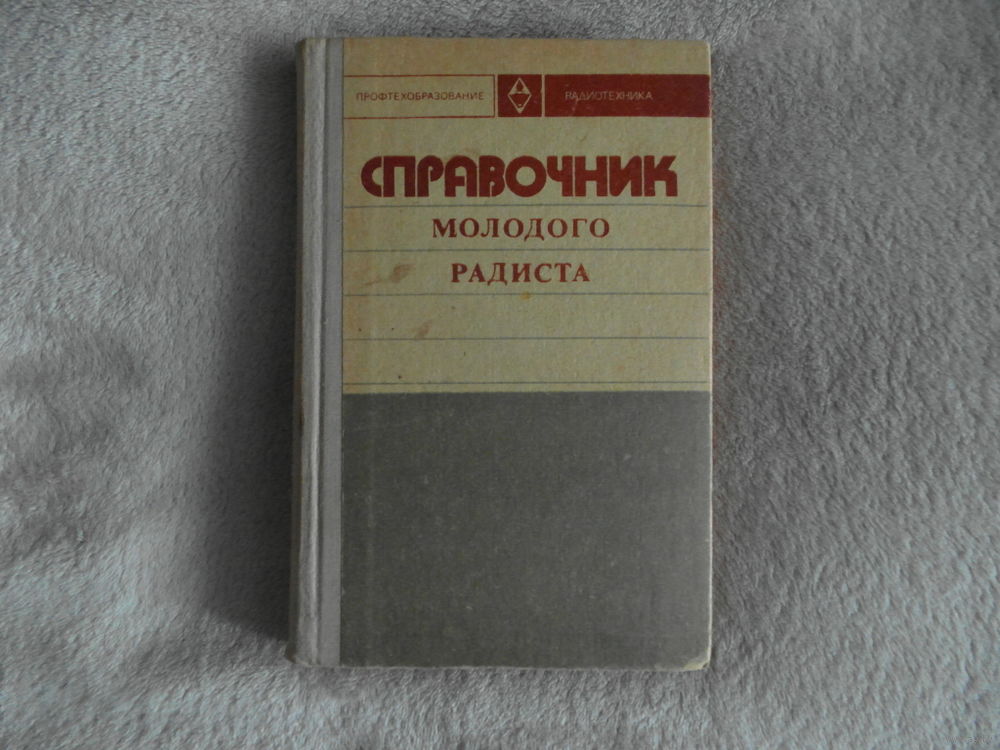 ПРОФТЕХОБРАЗОВАНИЕ РАДИОТЕХНИКА
СПРАВОЧНИК
МОЛОДОГО
РАДИСТА